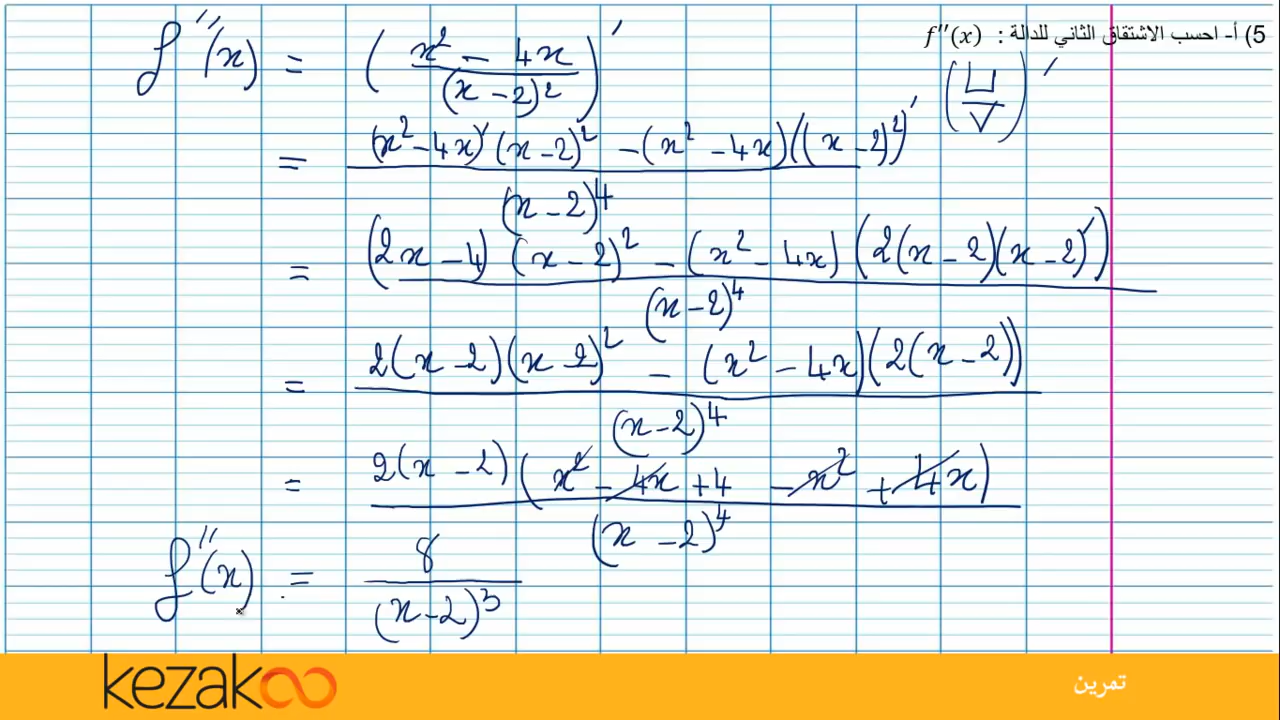 5) أ- احسب الاشتقاق الثاني للدالة : f''(x)
f''(x) = ( (x² - 4x) / (x - 2)² )'
(U/V)'
= ((x² - 4x)' (x - 2)² - (x² - 4x)((x - 2)²)') / (x - 2)⁴
= ((2x - 4) (x - 2)² - (x² - 4x) (2(x - 2)(x - 2)')) / (x - 2)⁴
= (2(x - 2)(x - 2)² - (x² - 4x)(2(x - 2))) / (x - 2)⁴
= 2(x - 2)(x² - 4x + 4 - x² + 4x) / (x - 2)⁴
f''(x) = 8 / (x - 2)³
kezakoo
تمرين